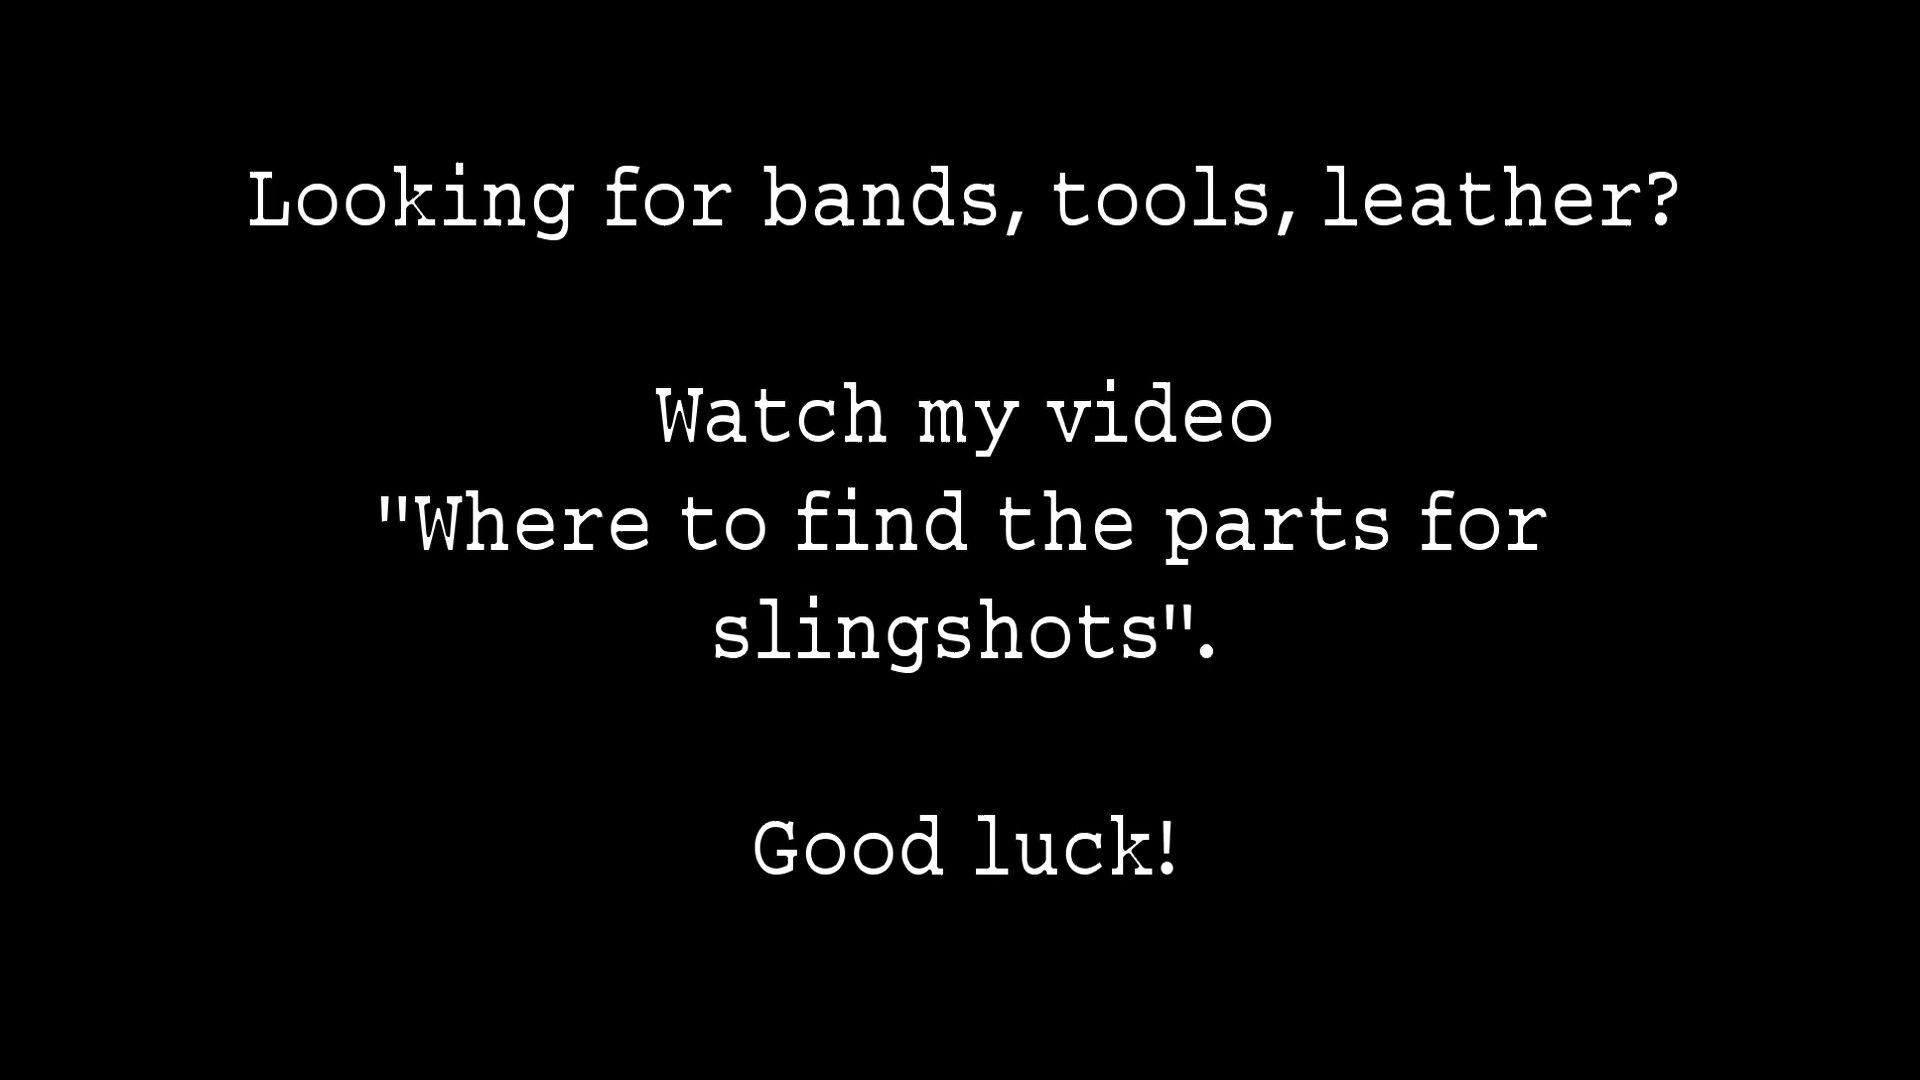 Looking for bands, tools, leather?
Watch my video
"Where to find the parts for
slingshots".
Good luck!